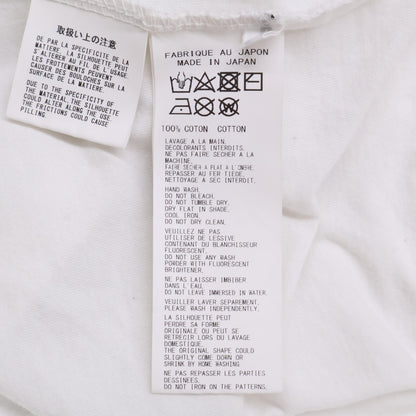 取扱い上の注意
DE PAR LA SPECIFICITE DE LA
MATIERE, LA SILHOUETTE PEUT
ALTERER AU FIL DE L'USAGE.
LES FROTTEMENTS PEUVENT
CAUSER DES BOULOCHES SUR LA
SURFACE DE LA MATIERE.
DUE TO THE SPECIFICITY OF
THE MATERIAL, THE SILHOUETTE
COULD ALTER ALONG THE USE
THE FRICTIONS COULD CAUSE
PILLING
FABRIQUE AU JAPON
MADE IN JAPAN
100% COTON COTTON
LAVAGE A LA MAIN.
DECOLORANTS INTERDITS.
NE PAS FAIRE SECHER A LA
MACHINE.
FAIRE SECHER A PLAT A L'OMBRE
REPASSER AU FER TIEDE.
NETTOYAGE A SEC INTERDIT.
HAND WASH.
DO NOT BLEACH.
DO NOT TUMBLE DRY.
DRY FLAT IN SHADE.
COOL IRON.
DO NOT DRY CLEAN.
VEUILLEZ NE PAS
UTILISER DE LESSIVE
CONTENANT DU BLANCHISSEUR
FLUORESCENT.
DO NOT USE ANY WASH
POWDER WITH FLUORESCENT
BRIGHTENER.
NE PAS LAISSER IMBIBER
DANS L'EAU.
DO NOT LEAVE IMMERSED IN WATER.
VEUILLER LAVER SEPAREMENT.
PLEASE WASH INDEPENDENTLY.
LA SILHOUETTE PEUT
PERDRE SA FORME
ORIGINALE OU PEUT SE
RETRECIR LORS DU LAVAGE
DOMESTIQUE.
THE ORIGINAL SHAPE COULD
SLIGHTLY COME DOWN OR
SHRINK BY HOME WASHING
NE PAS REPASSER LES PARTIES
DESSINEES.
DO NOT IRON ON THE PATTERNS.